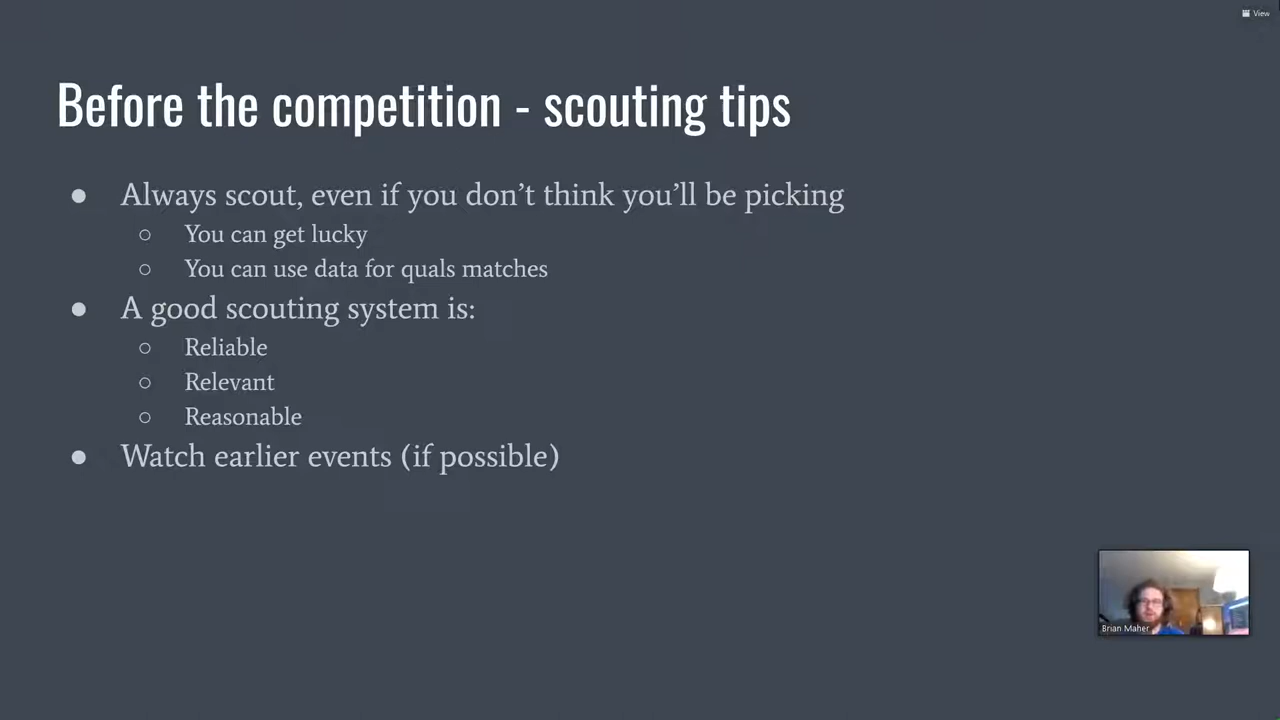 View
Before the competition - scouting tips
● Always scout, even if you don’t think you’ll be picking
○ You can get lucky
○ You can use data for quals matches
● A good scouting system is:
○ Reliable
○ Relevant
○ Reasonable
● Watch earlier events (if possible)
Brian Maher